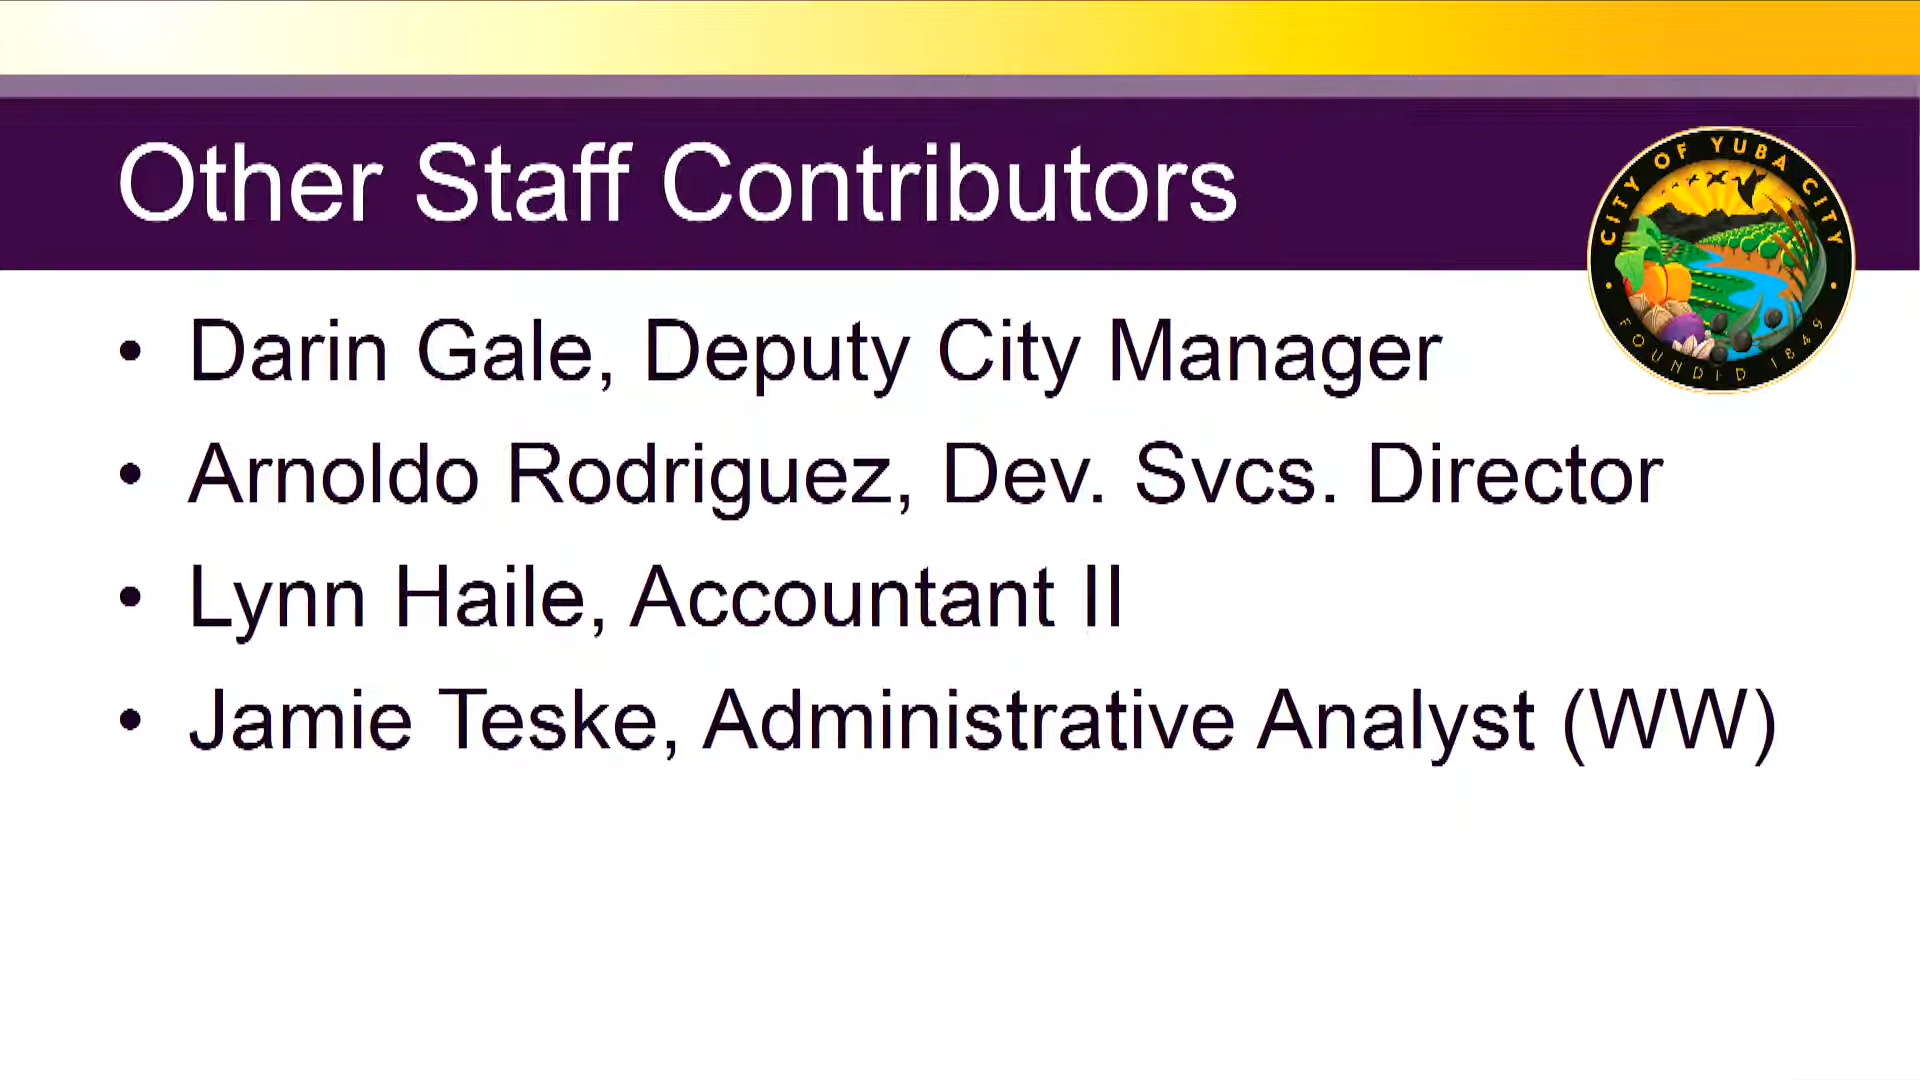 Other Staff Contributors
CITY OF YUBA CITY
FOUNDED 1849
• Darin Gale, Deputy City Manager
• Arnoldo Rodriguez, Dev. Svcs. Director
• Lynn Haile, Accountant II
• Jamie Teske, Administrative Analyst (WW)